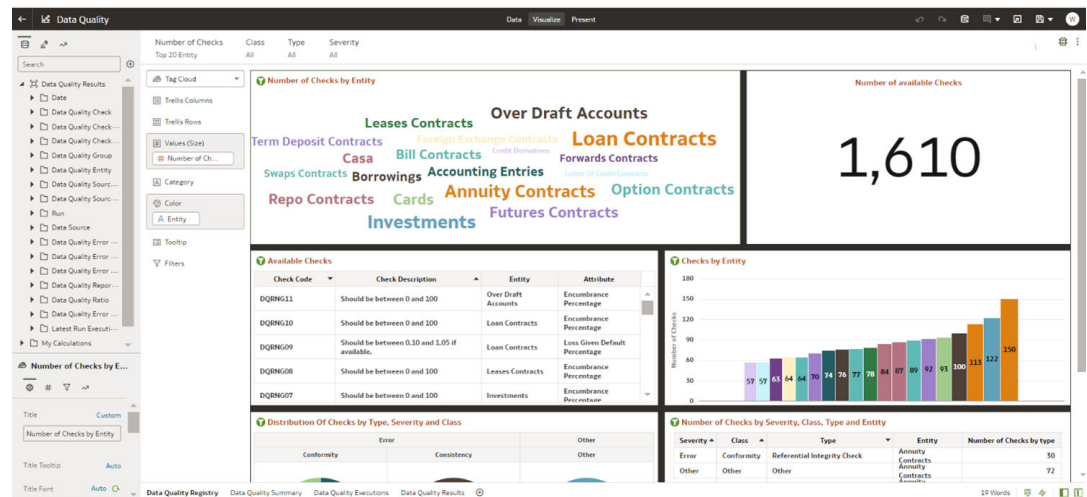 Data Quality
Data Visualize Present
W
Number of Checks Class Type Severity
Top 20 Entity All All All
Search
Data Quality Results
Date
Data Quality Check
Data Quality Check...
Data Quality Check...
Data Quality Group
Data Quality Entity
Data Quality Sourc...
Data Quality Sourc...
Run
Data Source
Data Quality Error ...
Data Quality Error ...
Data Quality Error ...
Data Quality Repor...
Data Quality Ratio
Data Quality Error ...
Latest Run Executi...
My Calculations
Number of Checks by E...
Title Custom
Number of Checks by Entity
Title Tooltip Auto
Title Font Auto
Tag Cloud
Trellis Columns
Trellis Rows
Values (Size)
# Number of Ch...
Category
Color
A Entity
Tooltip
Filters
Number of Checks by Entity
Over Draft Accounts
Leases Contracts
Term Deposit Contracts Foreign Exchange Contracts Loan Contracts
Credit Derivatives
Casa Bill Contracts Forwards Contracts
Swaps Contracts Borrowings Accounting Entries Letter Of Credit Contracts
Repo Contracts Cards Annuity Contracts Option Contracts
Investments Futures Contracts
Number of available Checks
1,610
Available Checks
Check Code Check Description Entity Attribute
DQRNG11 Should be between 0 and 100 Over Draft Accounts Encumbrance Percentage
DQRNG10 Should be between 0 and 100 Loan Contracts Encumbrance Percentage
DQRNG09 Should be between 0.10 and 1.05 if available. Loan Contracts Loss Given Default Percentage
DQRNG08 Should be between 0 and 100 Leases Contracts Encumbrance Percentage
DQRNG07 Should be between 0 and 100 Investments Encumbrance Percentage
Checks by Entity
Number of Checks
180
150
120
90
60
30
0
57 57 63 64 64 70 74 76 77 78 84 87 89 92 93 100 113 122 150
Distribution Of Checks by Type, Severity and Class
Error Other
Conformity Consistency Other
Number of Checks by Severity, Class, Type and Entity
Severity Class Type Entity Number of Checks by type
Error Conformity Referential Integrity Check Annuity Contracts 30
Other Other Other Annuity Contracts 72
Data Quality Registry Data Quality Summary Data Quality Executions Data Quality Results
19 Words